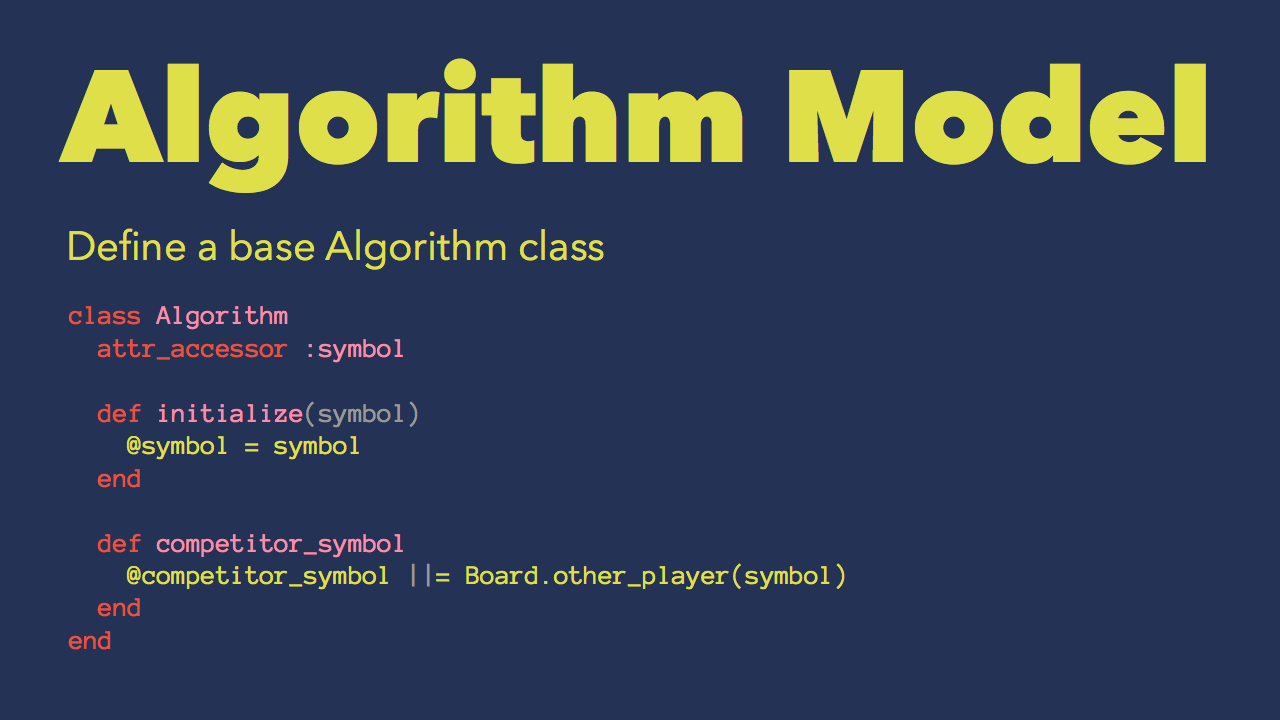 Algorithm Model
Define a base Algorithm class
class Algorithm
  attr_accessor :symbol

  def initialize(symbol)
    @symbol = symbol
  end

  def competitor_symbol
    @competitor_symbol ||= Board.other_player(symbol)
  end
end